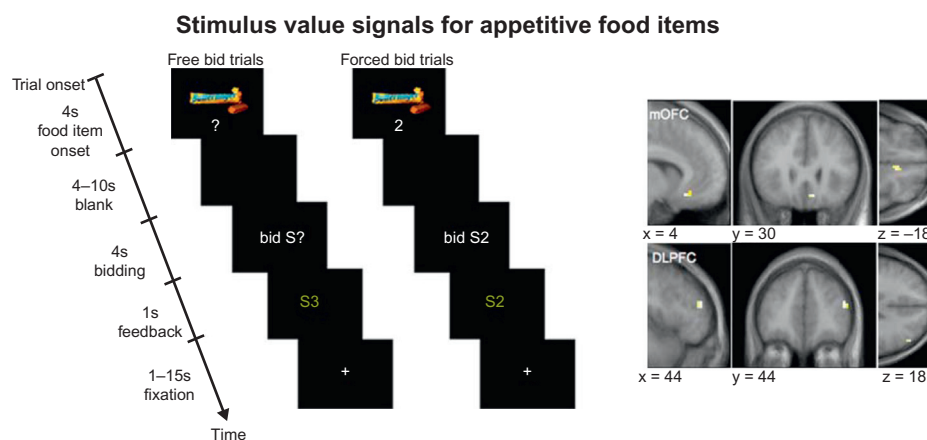 Stimulus value signals for appetitive food items
Free bid trials
Forced bid trials
Trial onset
4s
food item
onset
4–10s
blank
4s
bidding
1s
feedback
1–15s
fixation
Time
?
bid S?
S3
+
2
bid S2
S2
+
mOFC
x = 4
y = 30
z = –18
DLPFC
x = 44
y = 44
z = 18